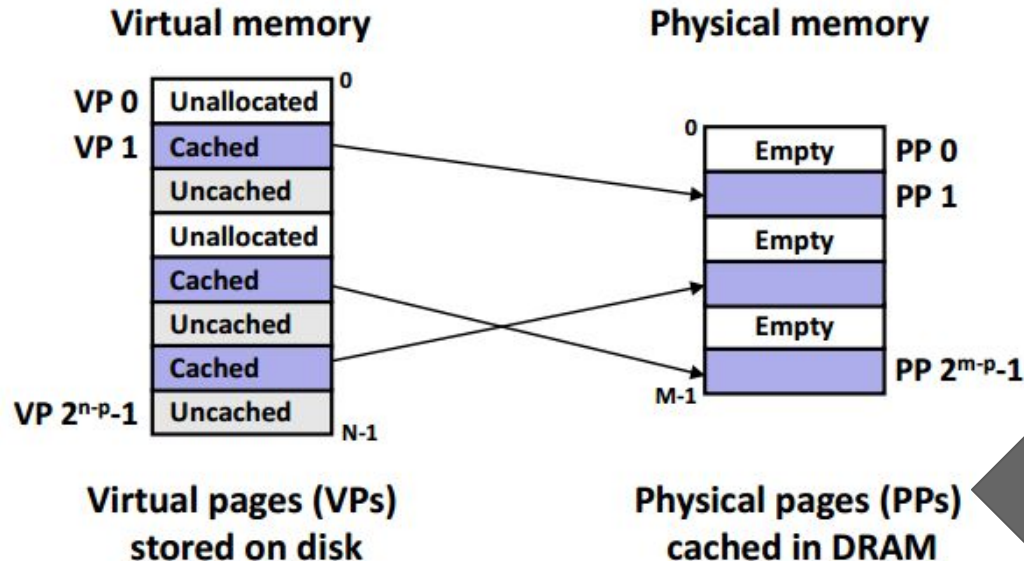 Virtual memory
Physical memory
0
VP 0 Unallocated
VP 1 Cached
Uncached
Unallocated
Cached
Uncached
Cached
VP 2ⁿ⁻ᵖ-1 Uncached
N-1
0
Empty PP 0
PP 1
Empty
Empty
PP 2ᵐ⁻ᵖ-1
M-1
Virtual pages (VPs)
stored on disk
Physical pages (PPs)
cached in DRAM